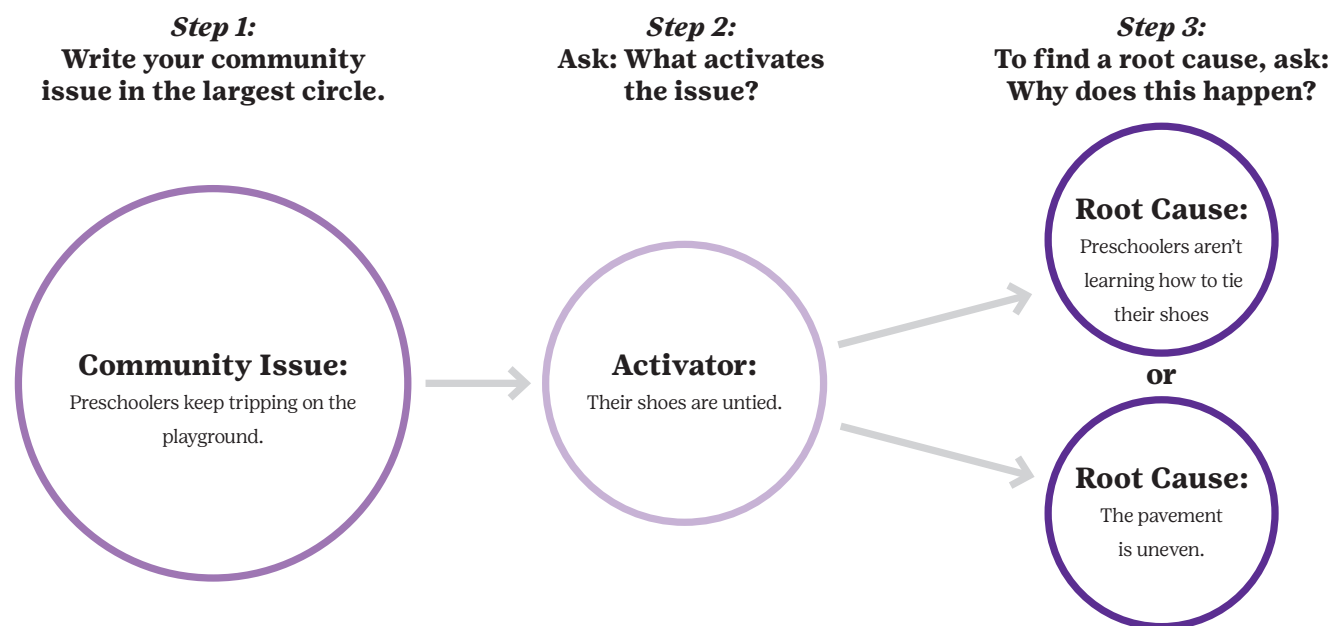 Step 1:
Write your community
issue in the largest circle.
Step 2:
Ask: What activates
the issue?
Step 3:
To find a root cause, ask:
Why does this happen?
Community Issue:
Preschoolers keep tripping on the
playground.
Activator:
Their shoes are untied.
Root Cause:
Preschoolers aren’t
learning how to tie
their shoes
or
Root Cause:
The pavement
is uneven.